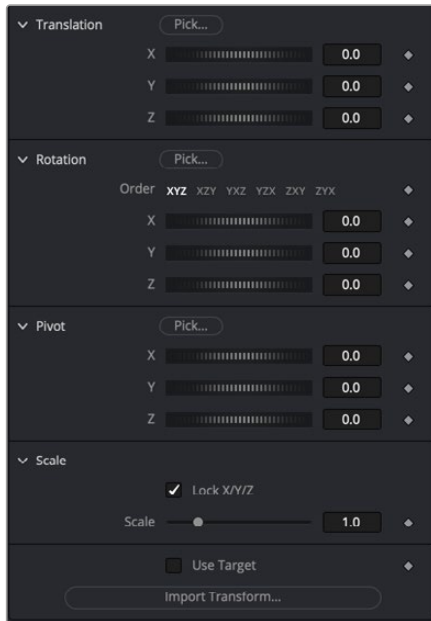 Translation Pick...
X 0.0
Y 0.0
Z 0.0
Rotation Pick...
Order XYZ XZY YXZ YZX ZXY ZYX
X 0.0
Y 0.0
Z 0.0
Pivot Pick...
X 0.0
Y 0.0
Z 0.0
Scale
Lock X/Y/Z
Scale 1.0
Use Target
Import Transform...